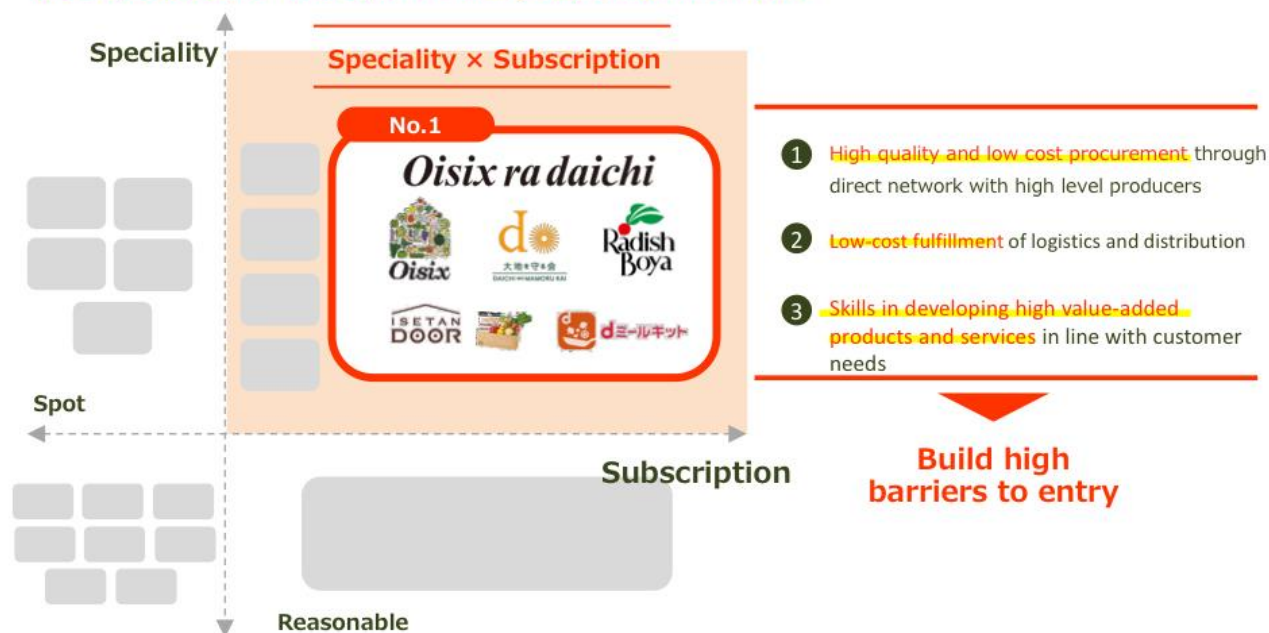 Speciality
Speciality × Subscription
No.1
Oisix ra daichi
Oisix
d
大地を守る会
DAICHI WO MAMORU KAI
Radish
Boya
ISETAN
DOOR
dミールキット
Spot
Subscription
Reasonable
1 High quality and low cost procurement through
direct network with high level producers
2 Low-cost fulfillment of logistics and distribution
3 Skills in developing high value-added
products and services in line with customer
needs
Build high
barriers to entry